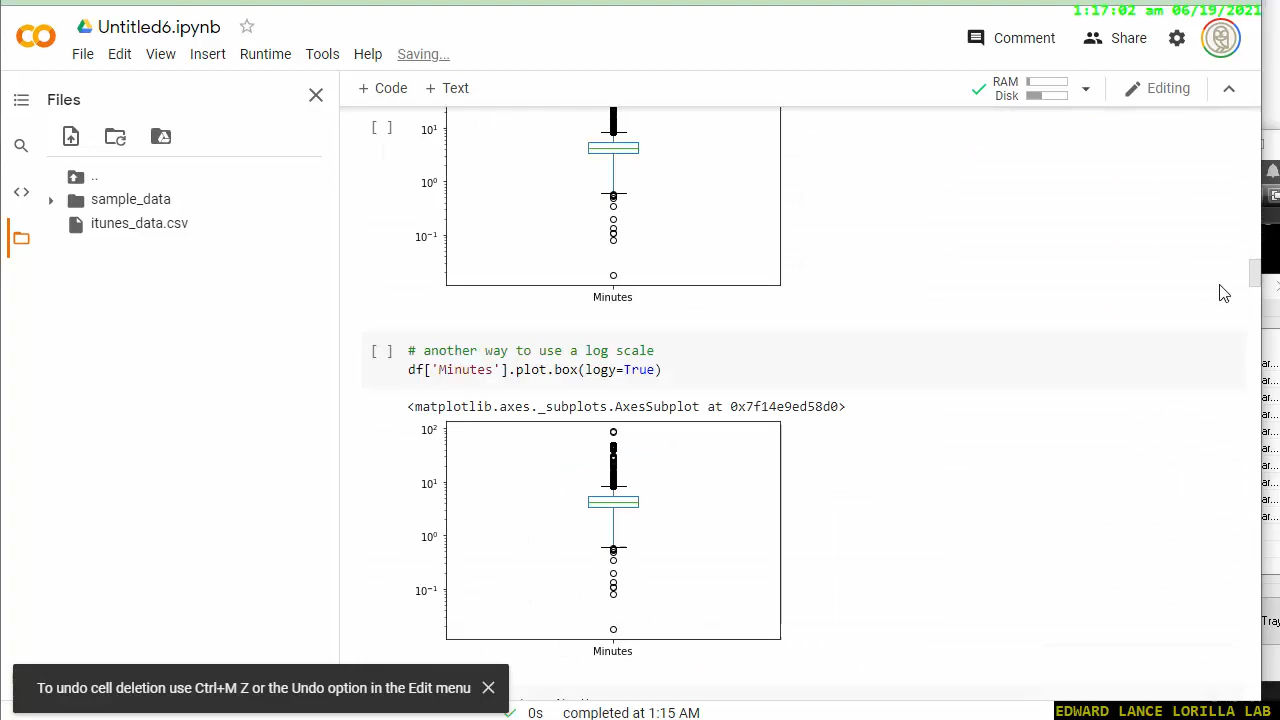 1:17:02 am 06/19/2021
Untitled6.ipynb
File Edit View Insert Runtime Tools Help Saving...
Comment Share
Files
+ Code + Text
RAM
Disk
Editing
..
sample_data
itunes_data.csv
[ ]
10¹
10⁰
10⁻¹
Minutes
[ ] # another way to use a log scale
df['Minutes'].plot.box(logy=True)
<matplotlib.axes._subplots.AxesSubplot at 0x7f14e9ed58d0>
10²
10¹
10⁰
10⁻¹
Minutes
To undo cell deletion use Ctrl+M Z or the Undo option in the Edit menu
0s completed at 1:15 AM
EDWARD LANCE LORILLA LAB